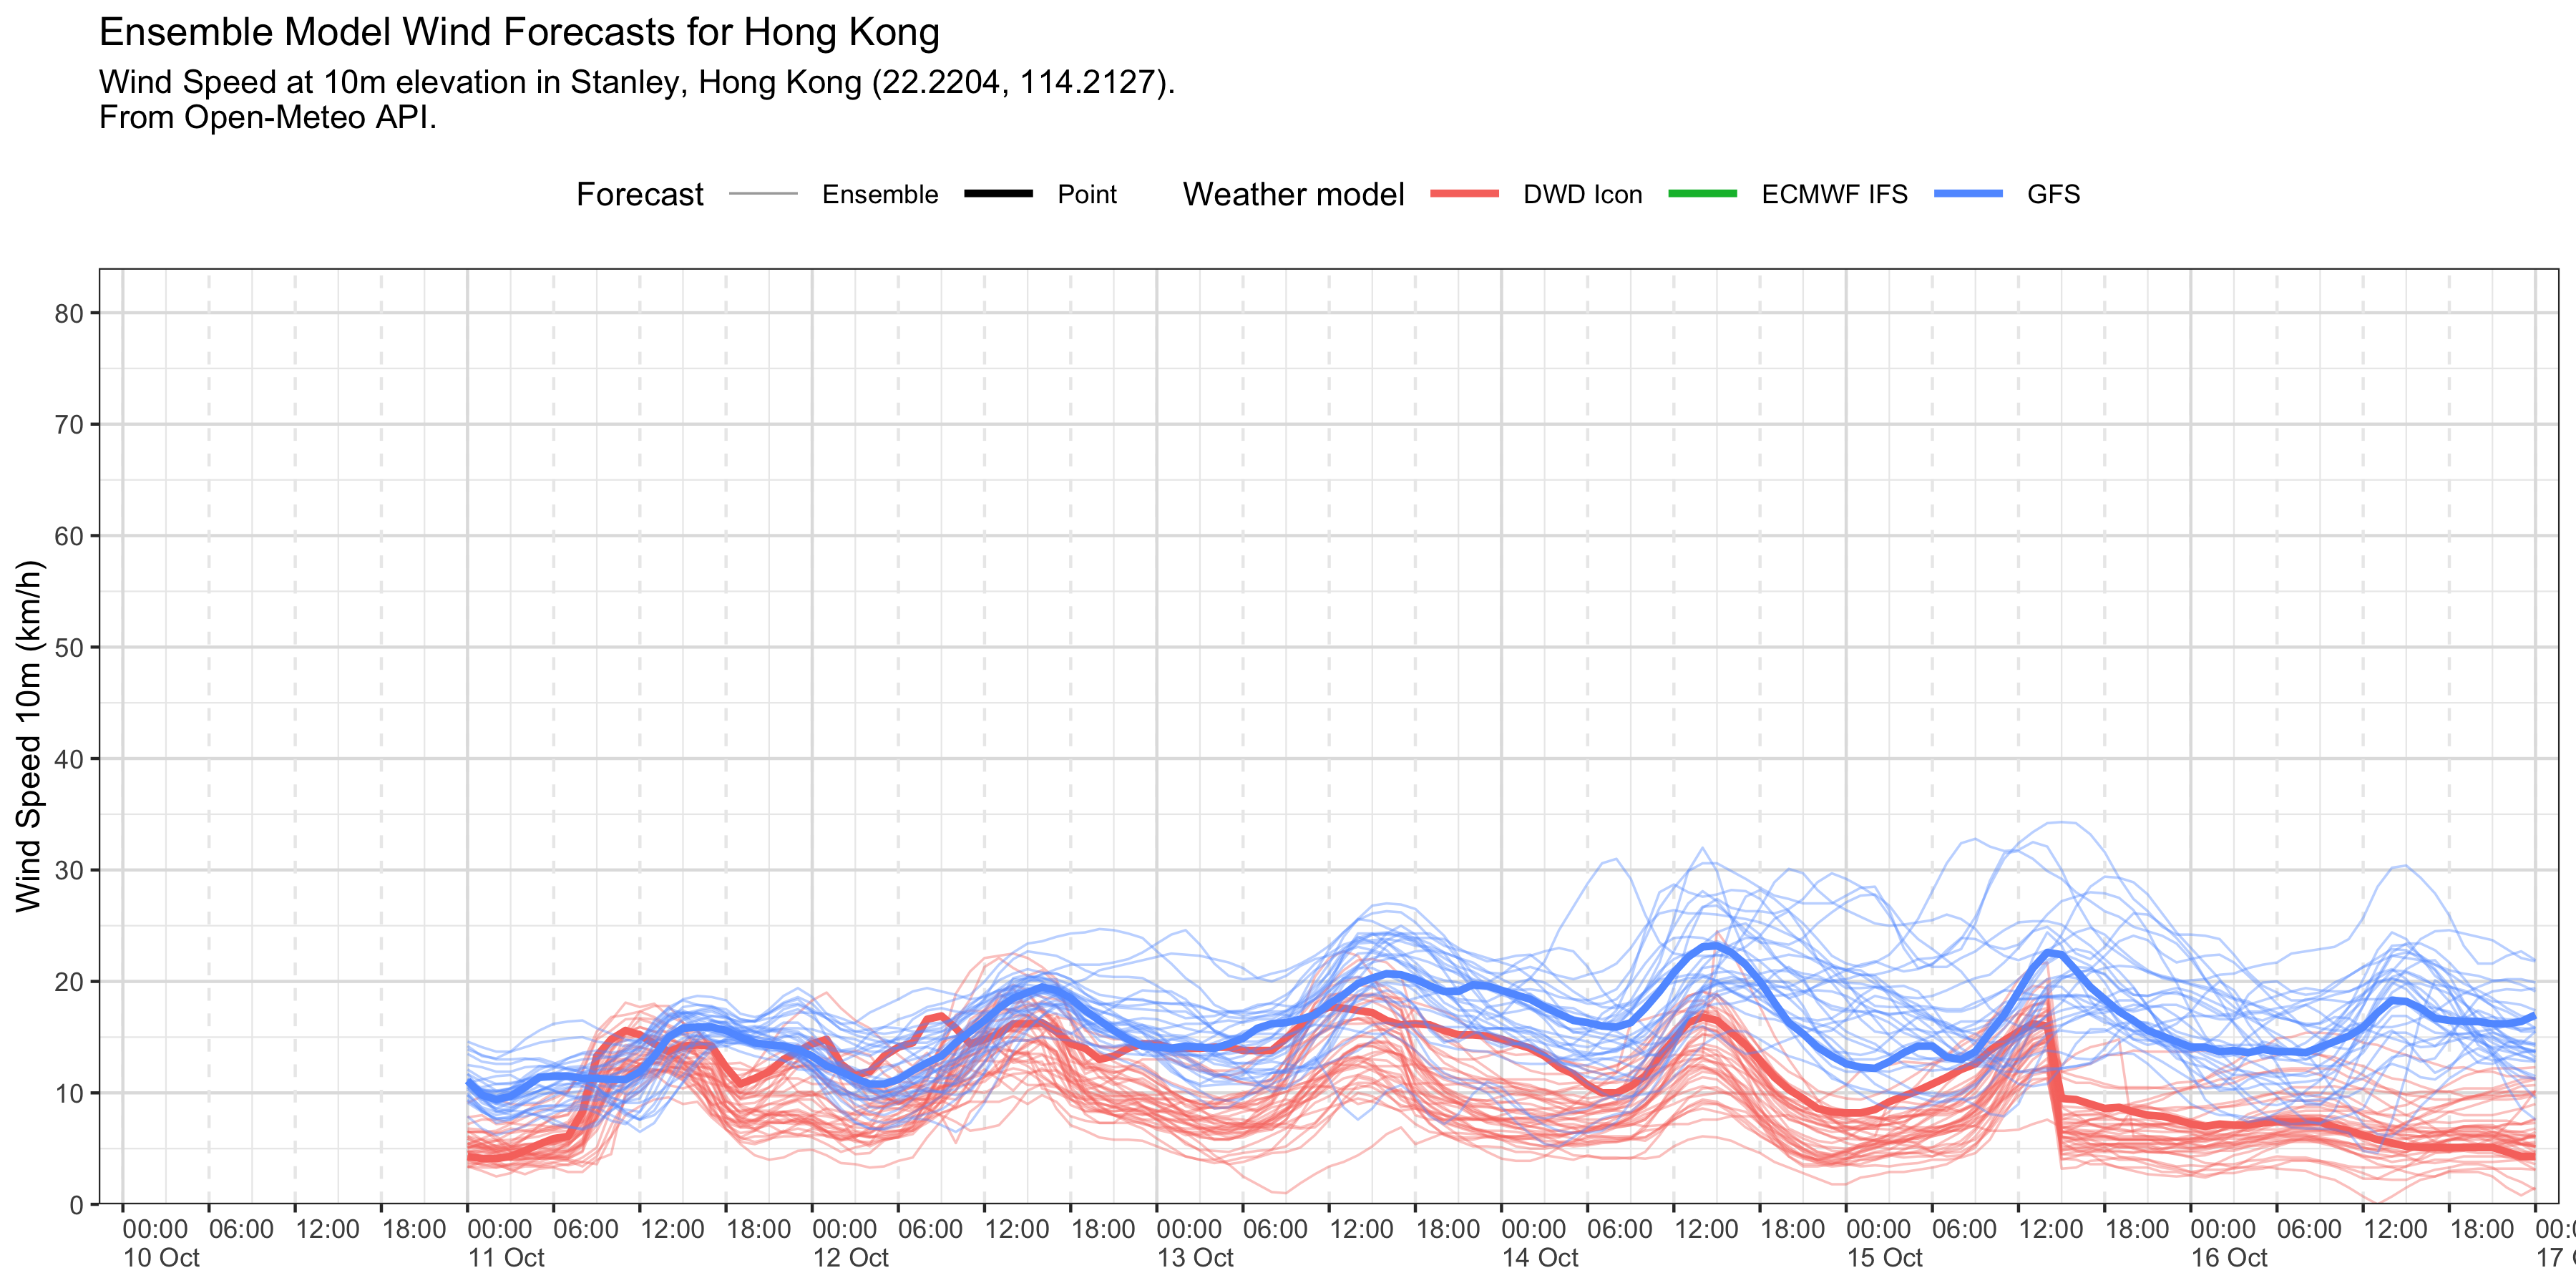 Ensemble Model Wind Forecasts for Hong Kong
Wind Speed at 10m elevation in Stanley, Hong Kong (22.2204, 114.2127).
From Open-Meteo API.
Forecast Ensemble Point Weather model DWD Icon ECMWF IFS GFS
Wind Speed 10m (km/h)
80
70
60
50
40
30
20
10
0
00:00 06:00 12:00 18:00 00:00 06:00 12:00 18:00 00:00 06:00 12:00 18:00 00:00 06:00 12:00 18:00 00:00 06:00 12:00 18:00 00:00 06:00 12:00 18:00 00:00 06:00 12:00 18:00
10 Oct 11 Oct 12 Oct 13 Oct 14 Oct 15 Oct 16 Oct 17